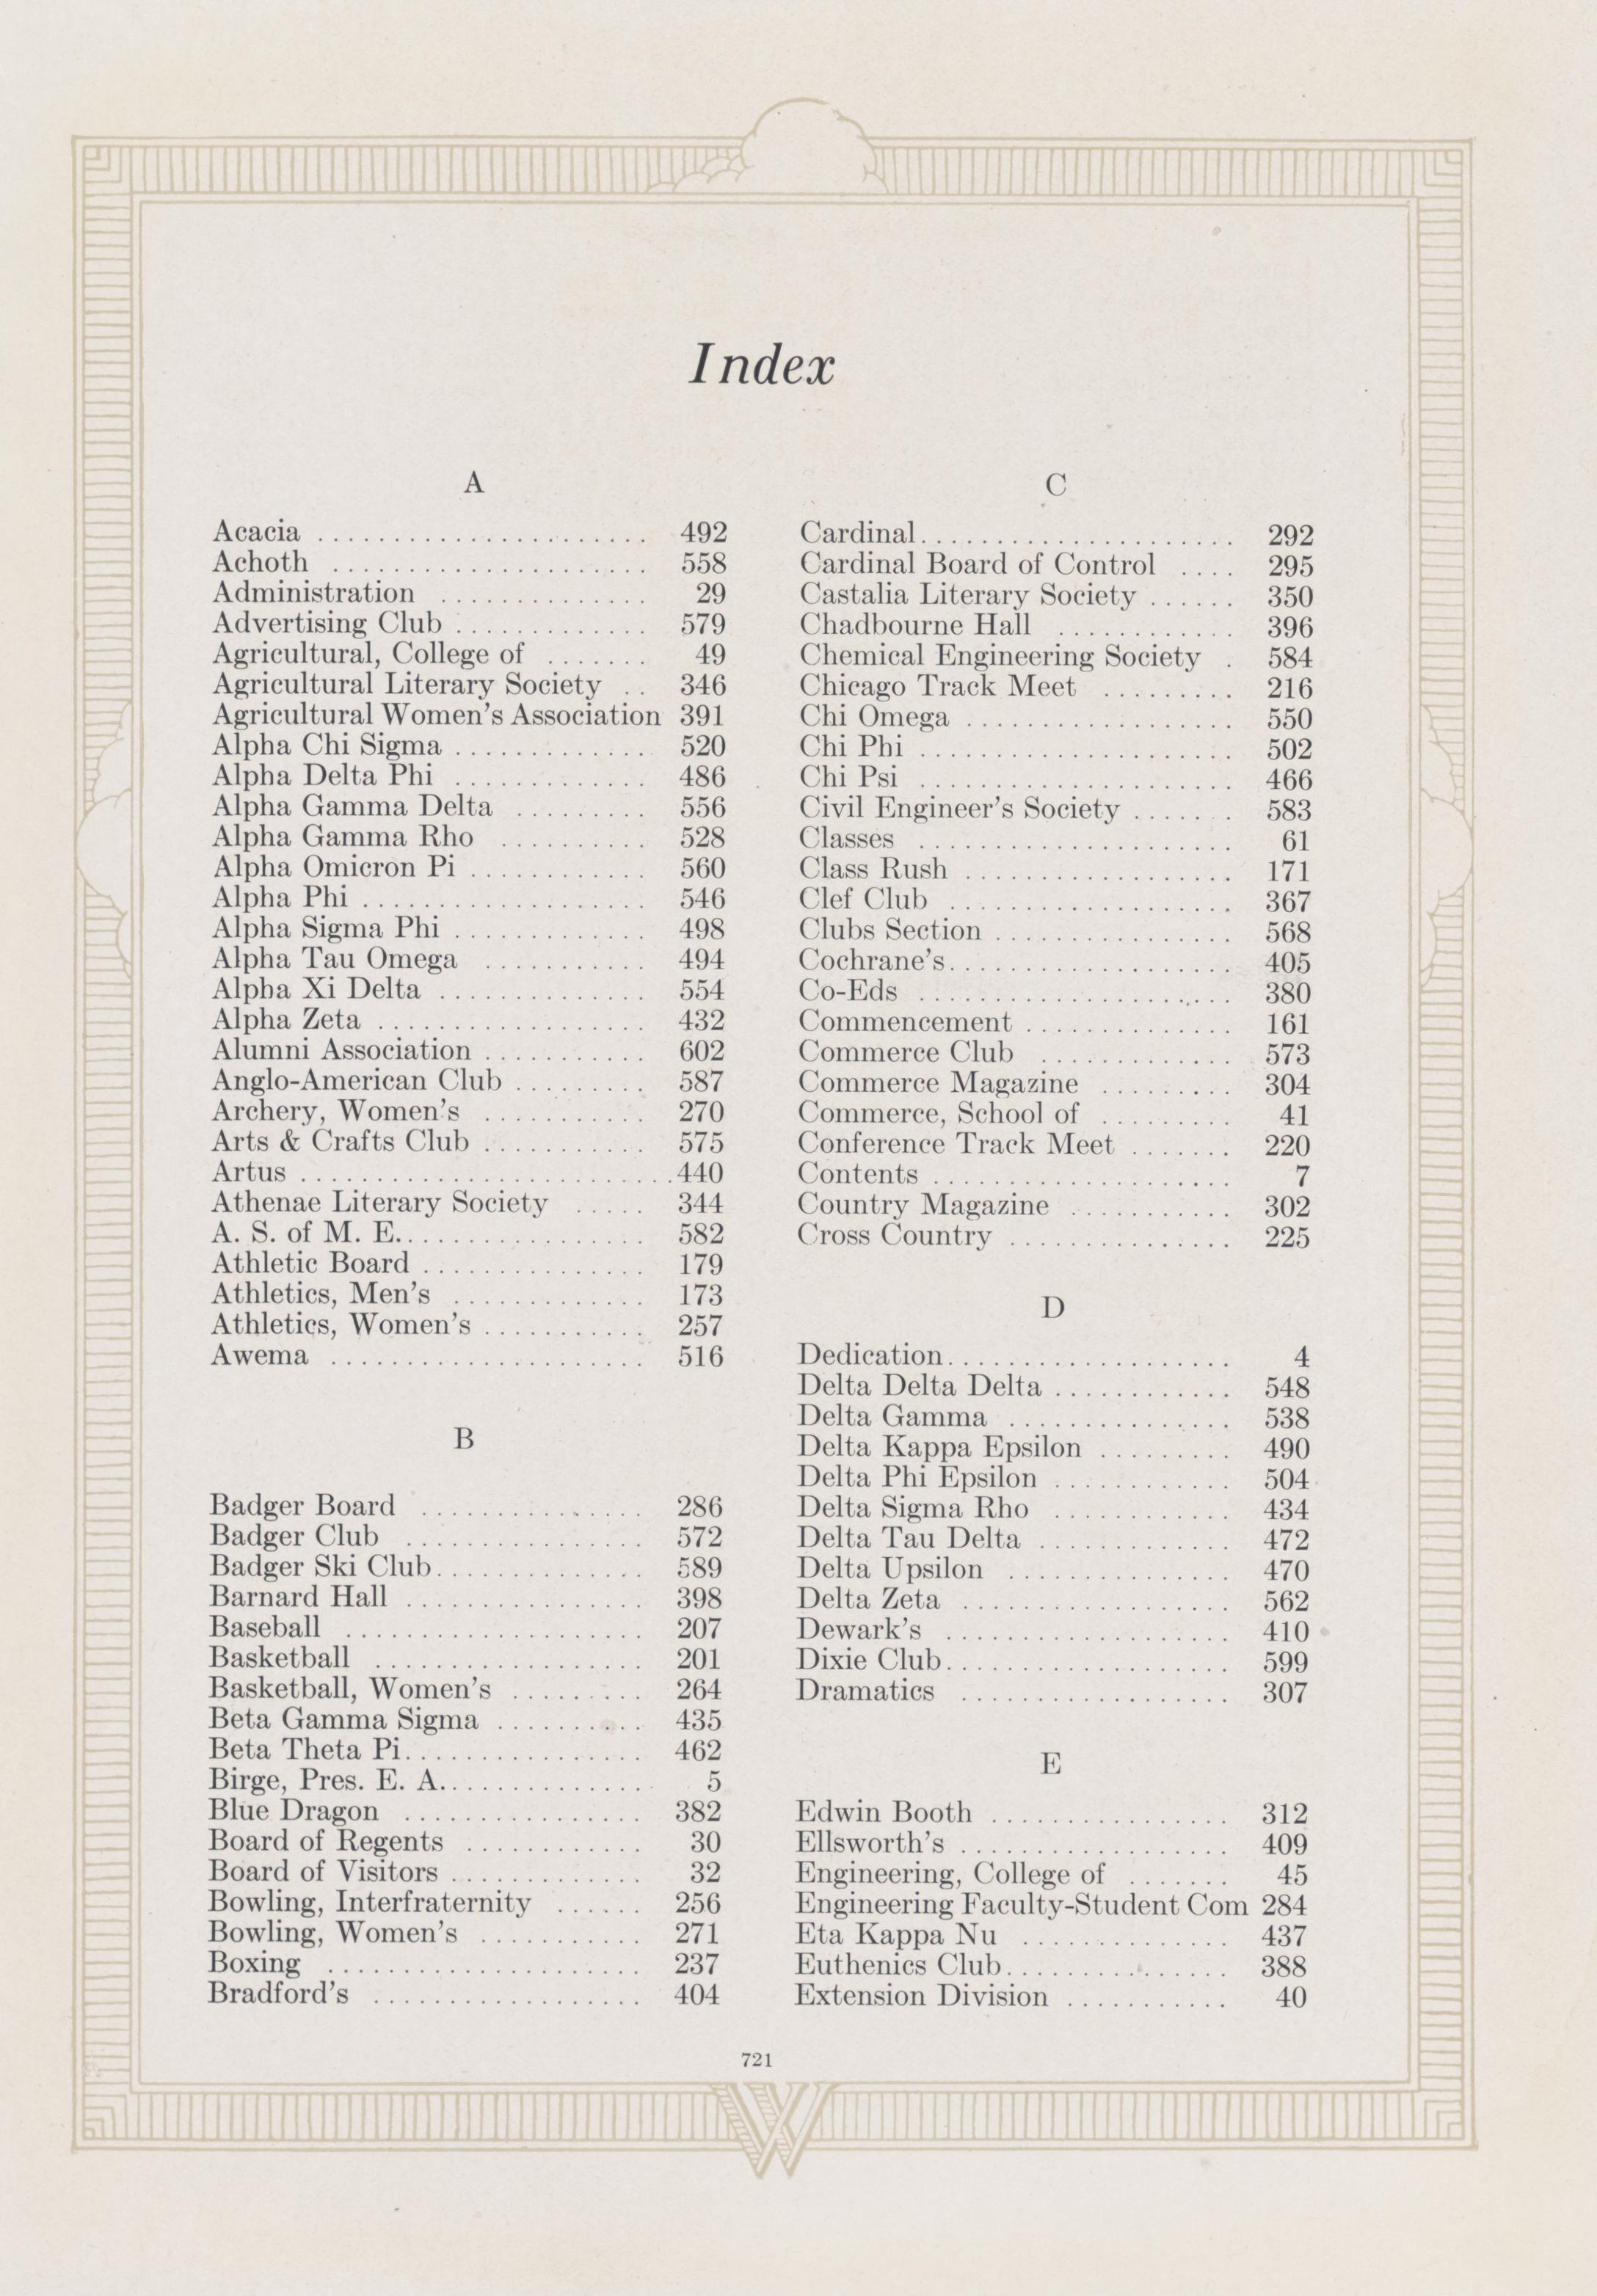 Index
A
Acacia ...................... 492
Achoth ..................... 558
Administration .............. 29
Advertising Club ............. 579
Agricultural, College of ....... 49
Agricultural Literary Society .. 346
Agricultural Women's Association 391
Alpha Chi Sigma ............. 520
Alpha Delta Phi ............. 486
Alpha Gamma Delta ......... 556
Alpha Gamma Rho .......... 528
Alpha Omicron Pi ............ 560
Alpha Phi ................... 546
Alpha Sigma Phi ............. 498
Alpha Tau Omega ........... 494
Alpha Xi Delta .............. 554
Alpha Zeta .................. 432
Alumni Association ........... 602
Anglo-American Club ......... 587
Archery, Women's ........... 270
Arts & Crafts Club ........... 575
Artus ......................... 440
Athenae Literary Society ..... 344
A. S. of M. E. ................ 582
Athletic Board ............... 179
Athletics, Men's ............. 173
Athletics, Women's ........... 257
Awema ..................... 516
B
Badger Board ............... 286
Badger Club ................ 572
Badger Ski Club .............. 589
Barnard Hall ................ 398
Baseball .................... 207
Basketball .................. 201
Basketball, Women's ......... 264
Beta Gamma Sigma .......... 435
Beta Theta Pi ................ 462
Birge, Pres. E. A. .............. 5
Blue Dragon ................ 382
Board of Regents ............ 30
Board of Visitors ............. 32
Bowling, Interfraternity ...... 256
Bowling, Women's ........... 271
Boxing ..................... 237
Bradford's .................. 404
C
Cardinal ..................... 292
Cardinal Board of Control .... 295
Castalia Literary Society ...... 350
Chadbourne Hall ............ 396
Chemical Engineering Society . 584
Chicago Track Meet ......... 216
Chi Omega .................. 550
Chi Phi ..................... 502
Chi Psi ..................... 466
Civil Engineer's Society ....... 583
Classes ..................... 61
Class Rush .................. 171
Clef Club ................... 367
Clubs Section ................ 568
Cochrane's ................... 405
Co-Eds ..................... 380
Commencement .............. 161
Commerce Club ............. 573
Commerce Magazine ......... 304
Commerce, School of ......... 41
Conference Track Meet ....... 220
Contents .................... 7
Country Magazine ........... 302
Cross Country ............... 225
D
Dedication ................... 4
Delta Delta Delta ............ 548
Delta Gamma ............... 538
Delta Kappa Epsilon ......... 490
Delta Phi Epsilon ............ 504
Delta Sigma Rho ............ 434
Delta Tau Delta ............. 472
Delta Upsilon ............... 470
Delta Zeta .................. 562
Dewark's ................... 410
Dixie Club ................... 599
Dramatics .................. 307
E
Edwin Booth ................ 312
Ellsworth's .................. 409
Engineering, College of ....... 45
Engineering Faculty-Student Com 284
Eta Kappa Nu .............. 437
Euthenics Club ............... 388
Extension Division ........... 40
721
W